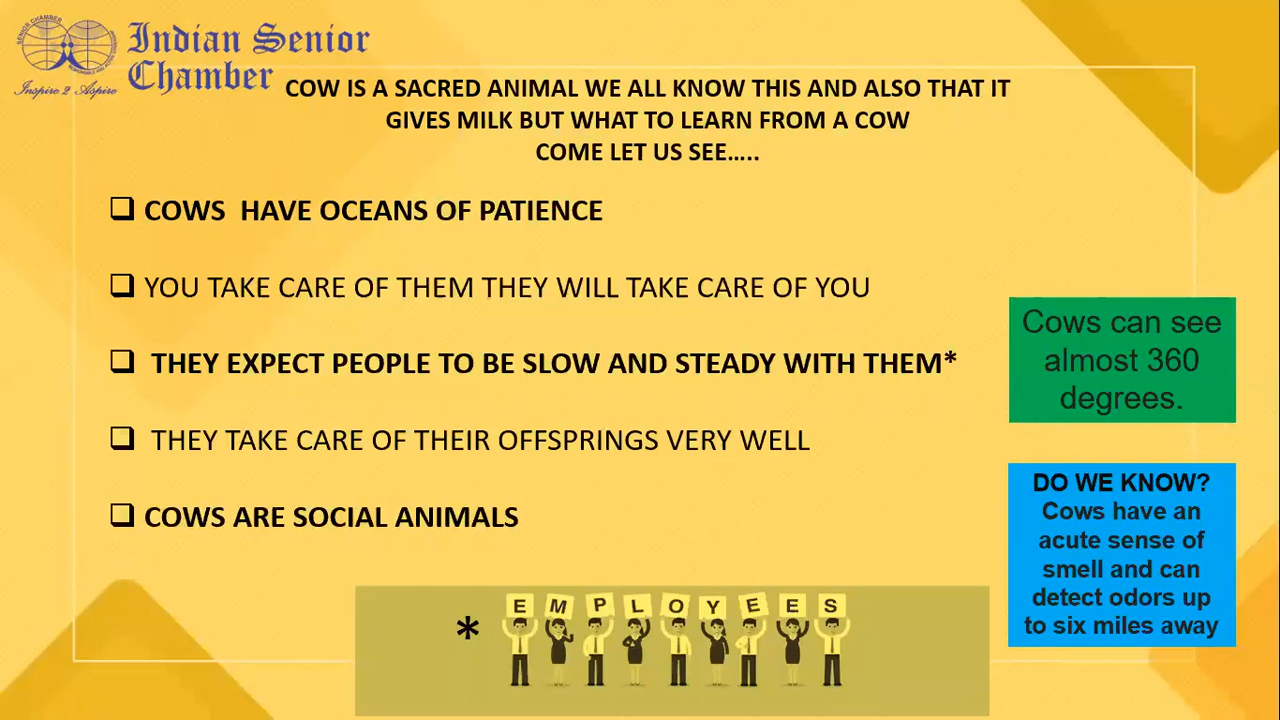 Indian Senior
Chamber
SENIOR CHAMBER
Inspire 2 Aspire
COW IS A SACRED ANIMAL WE ALL KNOW THIS AND ALSO THAT IT
GIVES MILK BUT WHAT TO LEARN FROM A COW
COME LET US SEE…..
COWS HAVE OCEANS OF PATIENCE
YOU TAKE CARE OF THEM THEY WILL TAKE CARE OF YOU
THEY EXPECT PEOPLE TO BE SLOW AND STEADY WITH THEM*
THEY TAKE CARE OF THEIR OFFSPRINGS VERY WELL
COWS ARE SOCIAL ANIMALS
Cows can see
almost 360
degrees.
DO WE KNOW?
Cows have an
acute sense of
smell and can
detect odors up
to six miles away
* EMPLOYEES